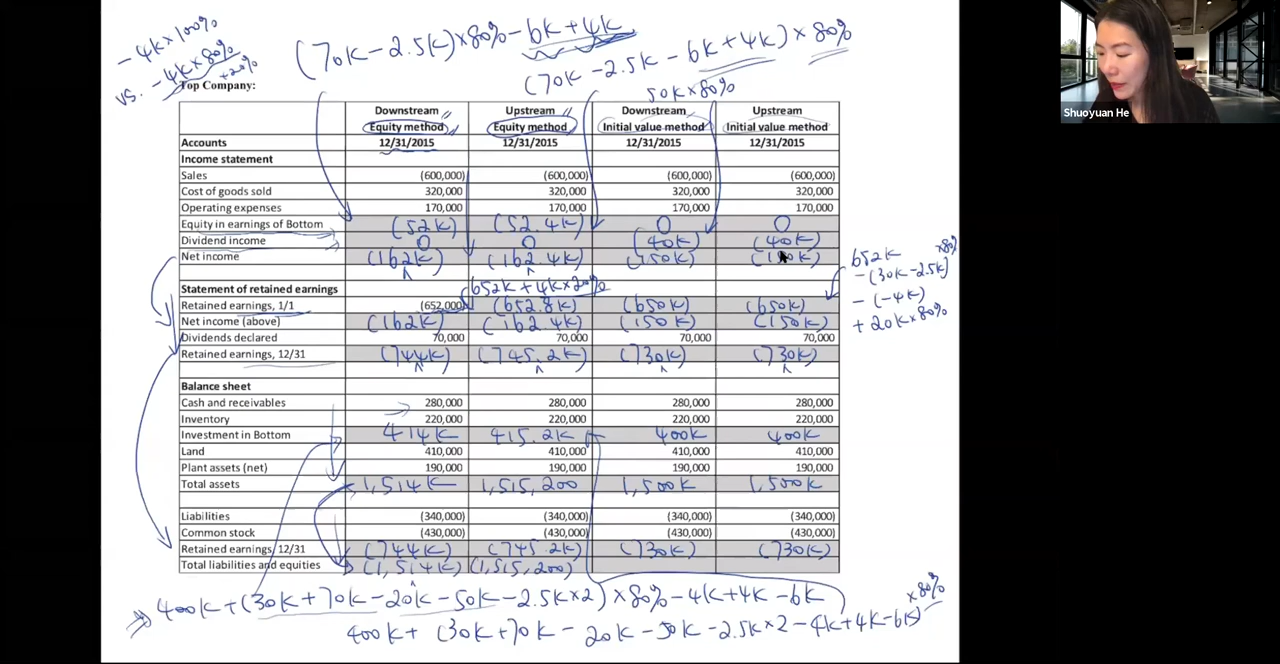 -4k×100%
vs. -4k×80%
+20%
(70k-2.5k)×80%-6k+4k
(70k-2.5k-6k+4k)×80%
50k×80%
Shuoyuan He
Top Company:
Downstream Upstream Downstream Upstream
Equity method Equity method Initial value method Initial value method
Accounts 12/31/2015 12/31/2015 12/31/2015 12/31/2015
Income statement
Sales (600,000) (600,000) (600,000) (600,000)
Cost of goods sold 320,000 320,000 320,000 320,000
Operating expenses 170,000 170,000 170,000 170,000
Equity in earnings of Bottom (52k) (52.4k) 0 0
Dividend income 0 0 (40k) (40k)
Net income (162k) (162.4k) (150k) (150k)
652k ×80%
-(30k-2.5k)
-(-4k)
+20k×80%
Statement of retained earnings 652k+4k×20%
Retained earnings, 1/1 (652,000) (652.8k) (650k) (650k)
Net income (above) (162k) (162.4k) (150k) (150k)
Dividends declared 70,000 70,000 70,000 70,000
Retained earnings, 12/31 (744k) (745.2k) (730k) (730k)
Balance sheet
Cash and receivables 280,000 280,000 280,000 280,000
Inventory 220,000 220,000 220,000 220,000
Investment in Bottom 414k 415.2k 400k 400k
Land 410,000 410,000 410,000 410,000
Plant assets (net) 190,000 190,000 190,000 190,000
Total assets 1,514k 1,515,200 1,500k 1,500k
Liabilities (340,000) (340,000) (340,000) (340,000)
Common stock (430,000) (430,000) (430,000) (430,000)
Retained earnings, 12/31 (744k) (745.2k) (730k) (730k)
Total liabilities and equities (1,514k) (1,515,200)
400k+(30k+70k-20k-50k-2.5k×2)×80%-4k+4k-6k
400k+(30k+70k-20k-50k-2.5k×2-4k+4k-6k)×80%